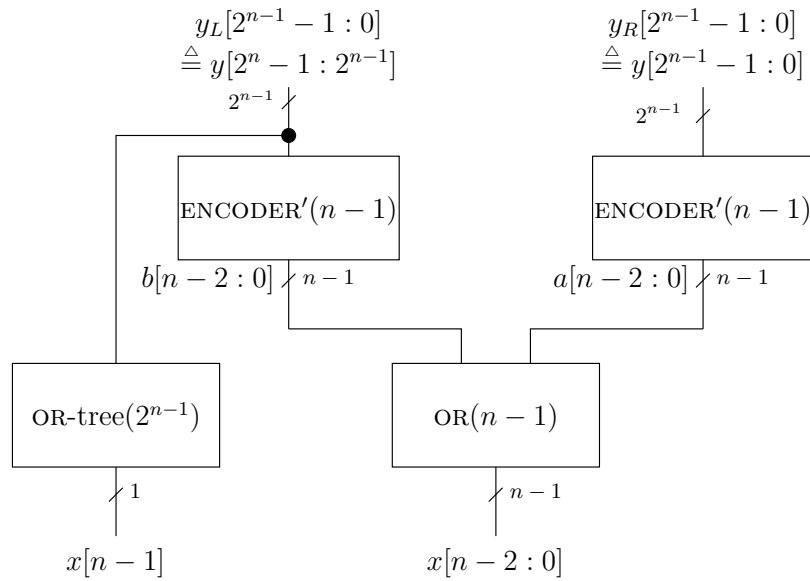 y_L[2^{n-1} − 1 : 0]
≜ y[2^n − 1 : 2^{n-1}]
y_R[2^{n-1} − 1 : 0]
≜ y[2^{n-1} − 1 : 0]
2^{n-1}
2^{n-1}
ENCODER′(n − 1)
ENCODER′(n − 1)
b[n − 2 : 0]
n − 1
a[n − 2 : 0]
n − 1
OR-tree(2^{n-1})
OR(n − 1)
1
n − 1
x[n − 1]
x[n − 2 : 0]